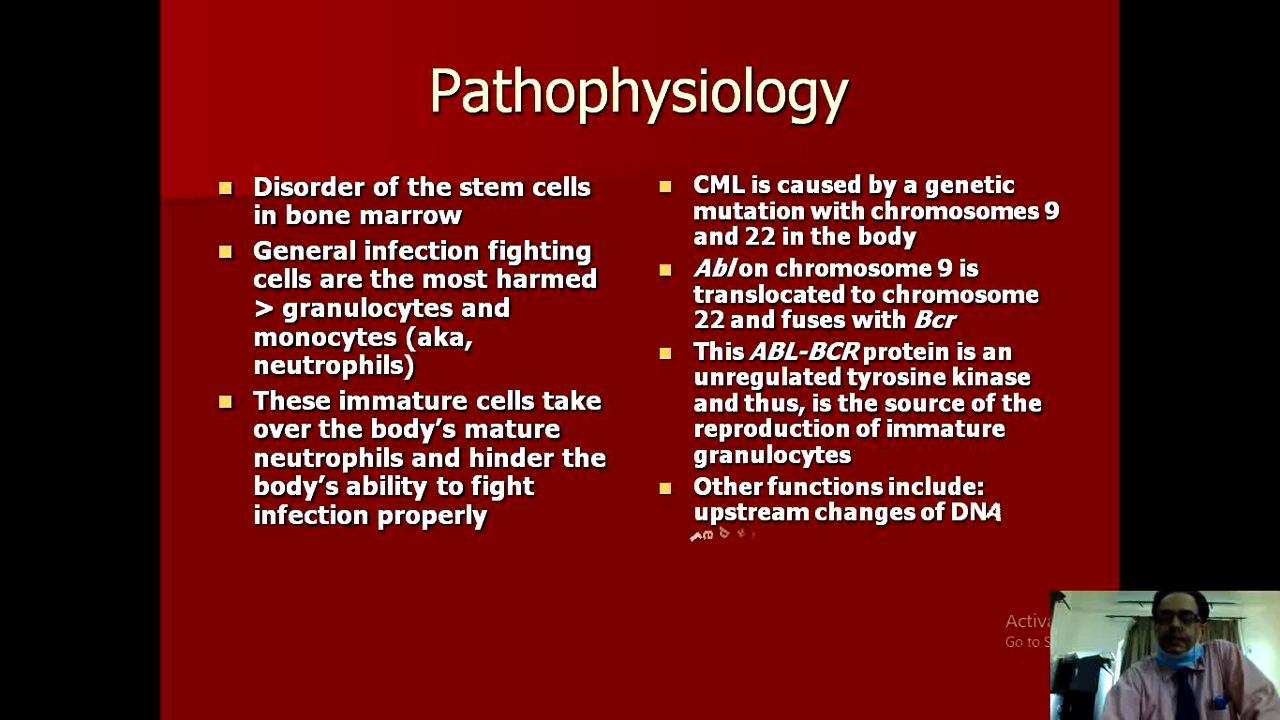 Pathophysiology
Disorder of the stem cells
in bone marrow
General infection fighting
cells are the most harmed
> granulocytes and
monocytes (aka,
neutrophils)
These immature cells take
over the body's mature
neutrophils and hinder the
body's ability to fight
infection properly
CML is caused by a genetic
mutation with chromosomes 9
and 22 in the body
Abl on chromosome 9 is
translocated to chromosome
22 and fuses with Bcr
This ABL-BCR protein is an
unregulated tyrosine kinase
and thus, is the source of the
reproduction of immature
granulocytes
Other functions include:
upstream changes of DNA
Go to